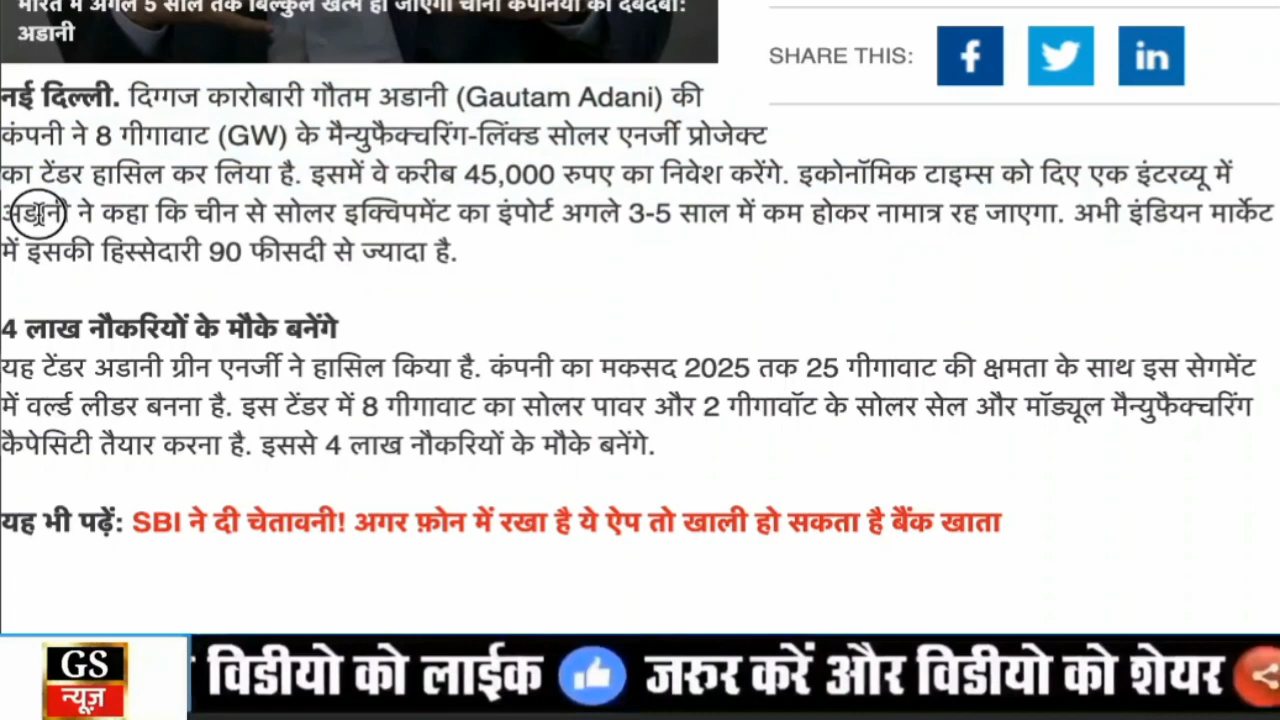 भारत में अगले 5 साल तक बिल्कुल खत्म हो जाएगा चीनी कंपनियों का दबदबा:
अडानी
SHARE THIS:
नई दिल्ली. दिग्गज कारोबारी गौतम अडानी (Gautam Adani) की
कंपनी ने 8 गीगावाट (GW) के मैन्युफैक्चरिंग-लिंक्ड सोलर एनर्जी प्रोजेक्ट
का टेंडर हासिल कर लिया है. इसमें वे करीब 45,000 रुपए का निवेश करेंगे. इकोनॉमिक टाइम्स को दिए एक इंटरव्यू में
अडानी ने कहा कि चीन से सोलर इक्विपमेंट का इंपोर्ट अगले 3-5 साल में कम होकर नामात्र रह जाएगा. अभी इंडियन मार्केट
में इसकी हिस्सेदारी 90 फीसदी से ज्यादा है.
4 लाख नौकरियों के मौके बनेंगे
यह टेंडर अडानी ग्रीन एनर्जी ने हासिल किया है. कंपनी का मकसद 2025 तक 25 गीगावाट की क्षमता के साथ इस सेगमेंट
में वर्ल्ड लीडर बनना है. इस टेंडर में 8 गीगावाट का सोलर पावर और 2 गीगावॉट के सोलर सेल और मॉड्यूल मैन्युफैक्चरिंग
कैपेसिटी तैयार करना है. इससे 4 लाख नौकरियों के मौके बनेंगे.
यह भी पढ़ें: SBI ने दी चेतावनी! अगर फ़ोन में रखा है ये ऐप तो खाली हो सकता है बैंक खाता
GS
न्यूज़
विडीयो को लाईक जरुर करें और विडीयो को शेयर